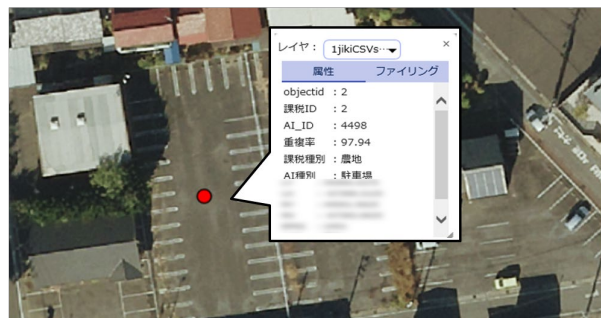 レイヤ： 1jikiCSVs…
×
属性 ファイリング
objectid ：2
課税ID ：2
AI_ID ：4498
重複率 ：97.94
課税種別 ：農地
AI種別 ：駐車場